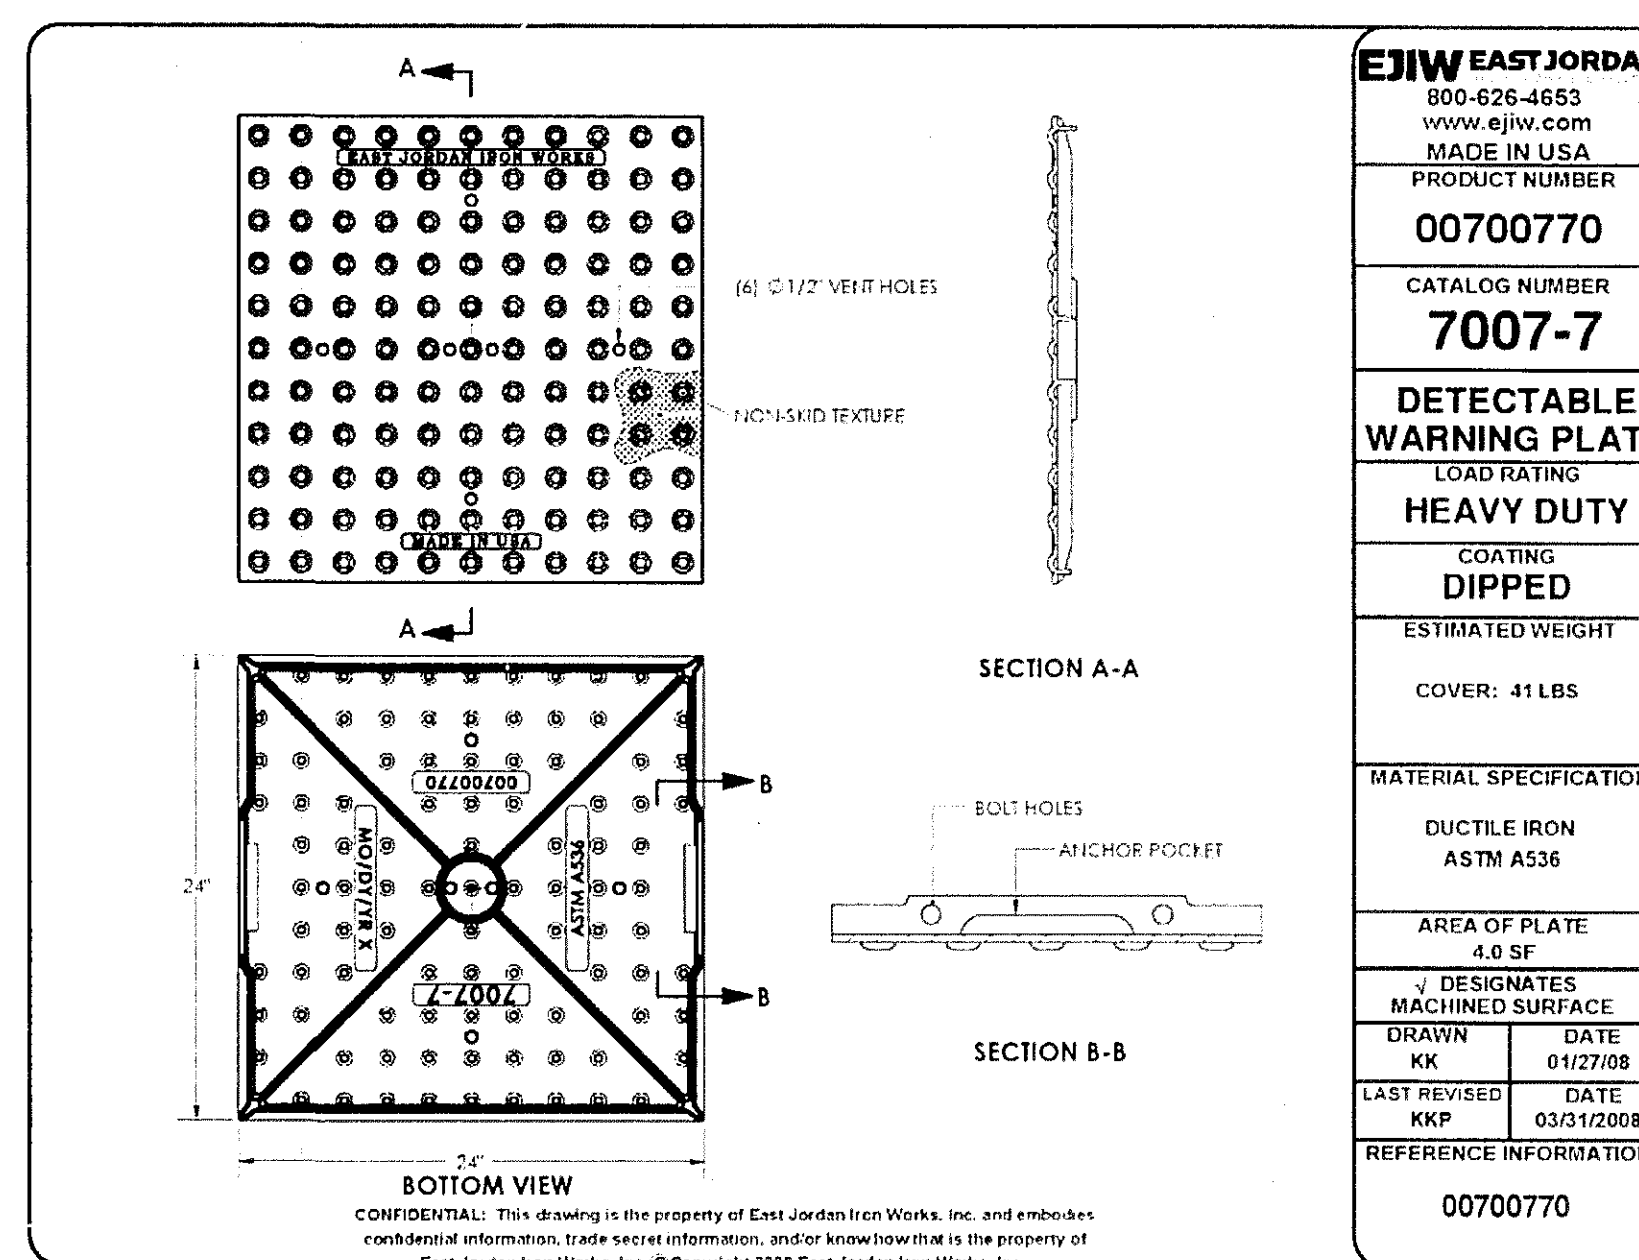 A
EAST JORDAN IRON WORKS
(6) ∅1/2" VENT HOLES
NON-SKID TEXTURE
MADE IN USA
A
SECTION A-A
24"
00700770
MO/DY/YR X
ASTM A536
7007-7
B
B
24"
BOTTOM VIEW
BOLT HOLES
ANCHOR POCKET
SECTION B-B
CONFIDENTIAL: This drawing is the property of East Jordan Iron Works, Inc. and embodies
confidential information, trade secret information, and/or know how that is the property of
EJIW EAST JORDA
800-626-4653
www.ejiw.com
MADE IN USA
PRODUCT NUMBER
00700770
CATALOG NUMBER
7007-7
DETECTABLE
WARNING PLAT
LOAD RATING
HEAVY DUTY
COATING
DIPPED
ESTIMATED WEIGHT
COVER: 41 LBS
MATERIAL SPECIFICATION
DUCTILE IRON
ASTM A536
AREA OF PLATE
4.0 SF
√ DESIGNATES
MACHINED SURFACE
DRAWN DATE
KK 01/27/08
LAST REVISED DATE
KKP 03/31/2008
REFERENCE INFORMATION
00700770